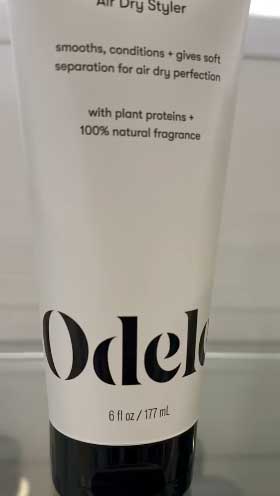 Air Dry Styler
smooths, conditions + gives soft
separation for air dry perfection
with plant proteins +
100% natural fragrance
Odele
6 fl oz / 177 mL